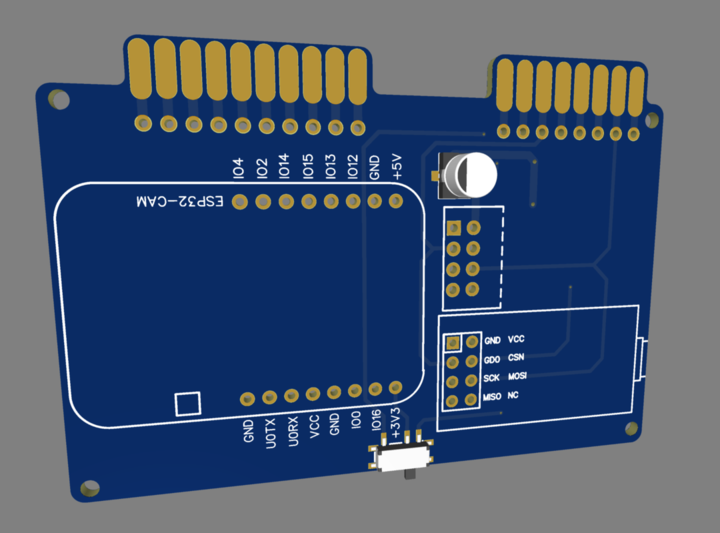 IO4
IO2
IO14
IO15
IO13
IO12
GND
+5V
ESP32-CAM
GND VCC
GDO CSN
SCK MOSI
MISO NC
GND
U0TX
U0RX
VCC
GND
IO0
IO16
+3V3